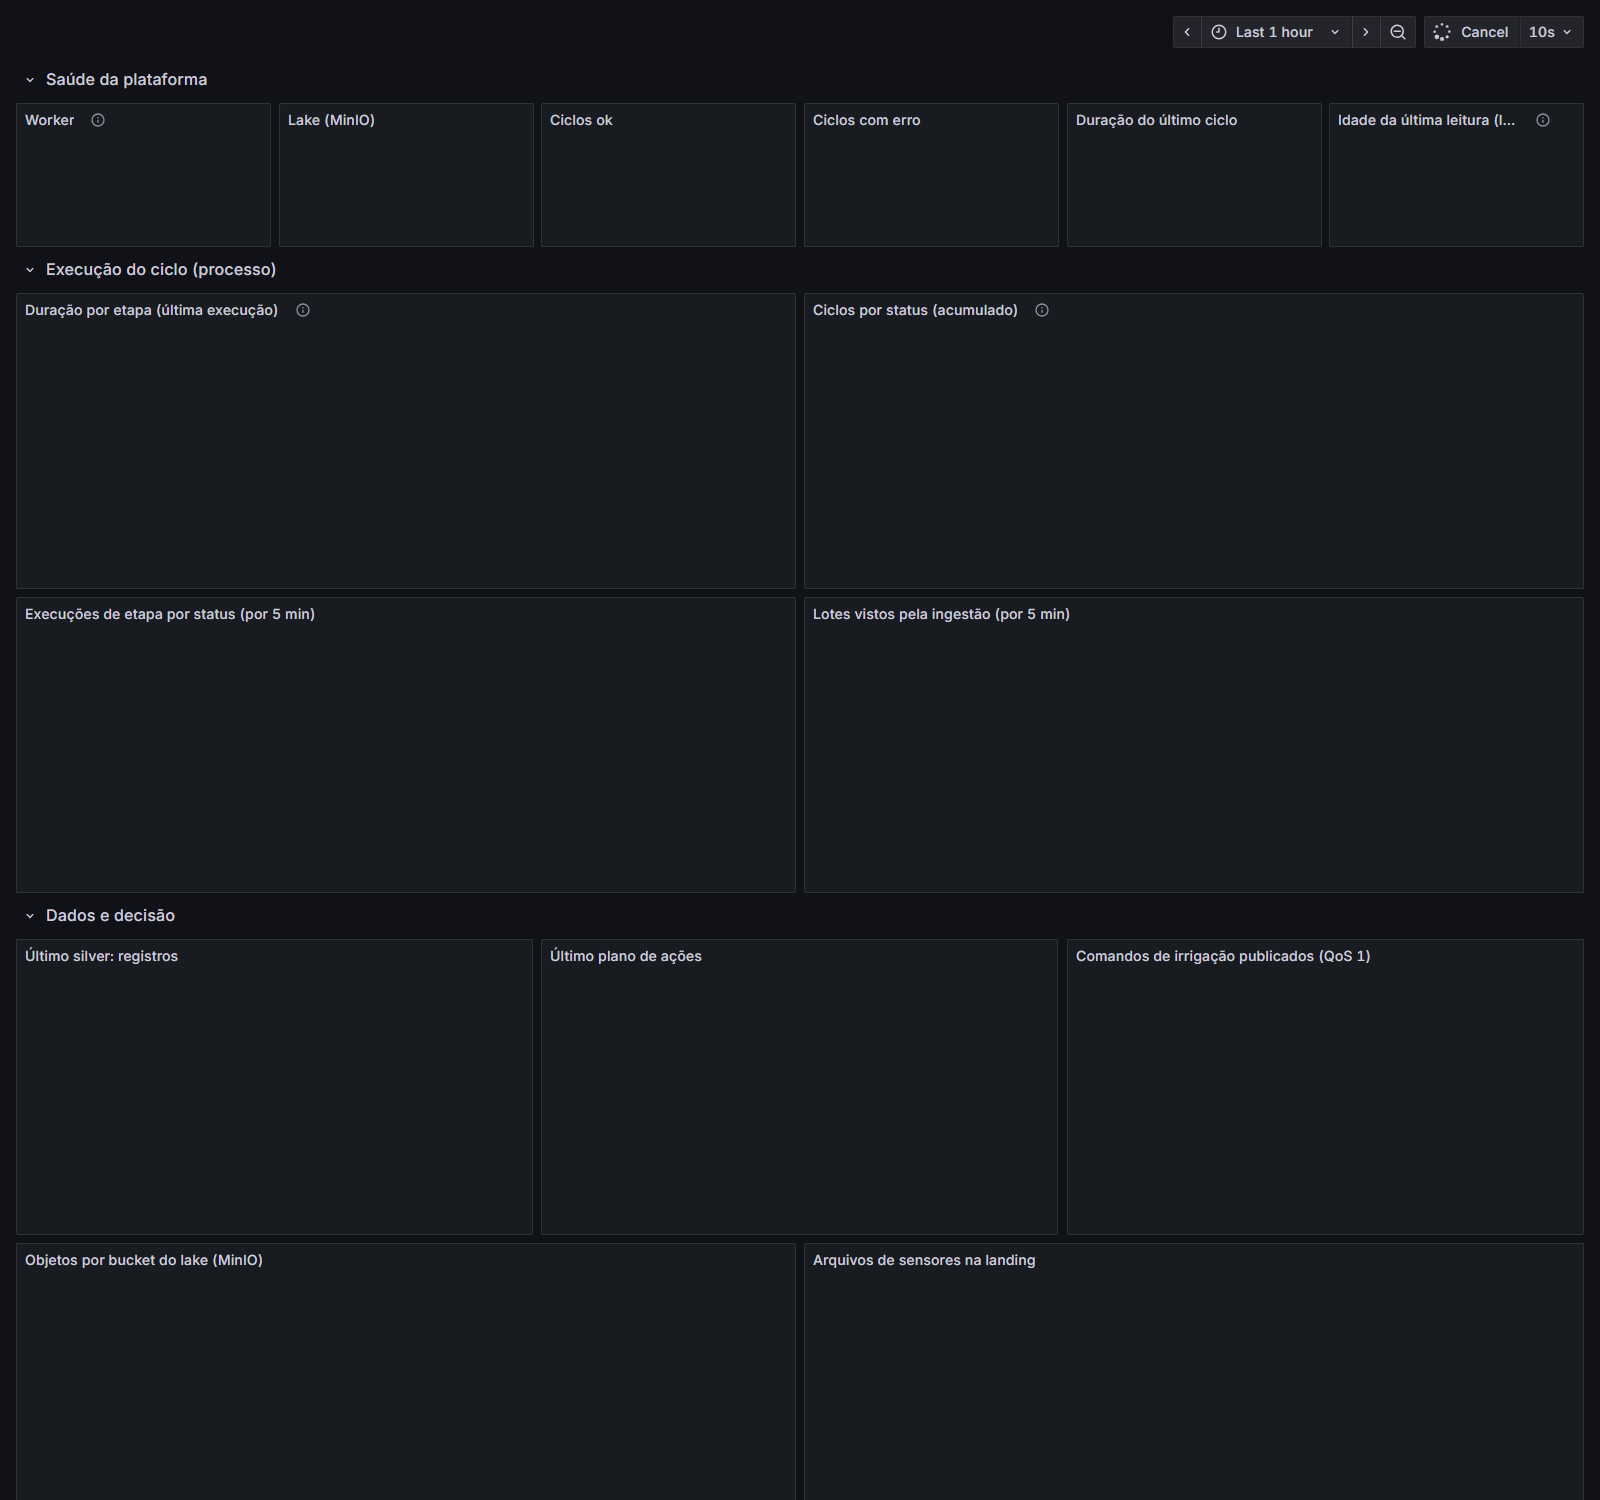 Last 1 hour
Cancel
10s
Saúde da plataforma
Worker
Lake (MinIO)
Ciclos ok
Ciclos com erro
Duração do último ciclo
Idade da última leitura (l...
Execução do ciclo (processo)
Duração por etapa (última execução)
Ciclos por status (acumulado)
Execuções de etapa por status (por 5 min)
Lotes vistos pela ingestão (por 5 min)
Dados e decisão
Último silver: registros
Último plano de ações
Comandos de irrigação publicados (QoS 1)
Objetos por bucket do lake (MinIO)
Arquivos de sensores na landing